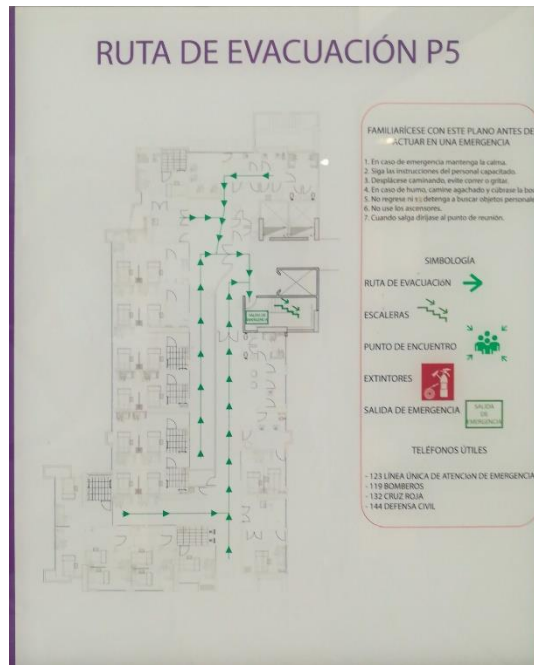 RUTA DE EVACUACIÓN P5
FAMILIARÍCESE CON ESTE PLANO ANTES DE
ACTUAR EN UNA EMERGENCIA
1. En caso de emergencia mantenga la calma.
2. Siga las instrucciones del personal capacitado.
3. Desplácese caminando, evite correr o gritar.
4. En caso de humo, camine agachado y cúbrase la boca
5. No regrese ni se detenga a buscar objetos personale
6. No use los ascensores.
7. Cuando salga diríjase al punto de reunión.
SIMBOLOGÍA
RUTA DE EVACUACIÓN
ESCALERAS
PUNTO DE ENCUENTRO
EXTINTORES
SALIDA DE EMERGENCIA
SALIDA
DE
EMERGENCIA
SALIDA DE
EMERGENCIA
TELÉFONOS ÚTILES
- 123 LÍNEA ÚNICA DE ATENCIÓN DE EMERGENCIA
- 119 BOMBEROS
- 132 CRUZ ROJA
- 144 DEFENSA CIVIL